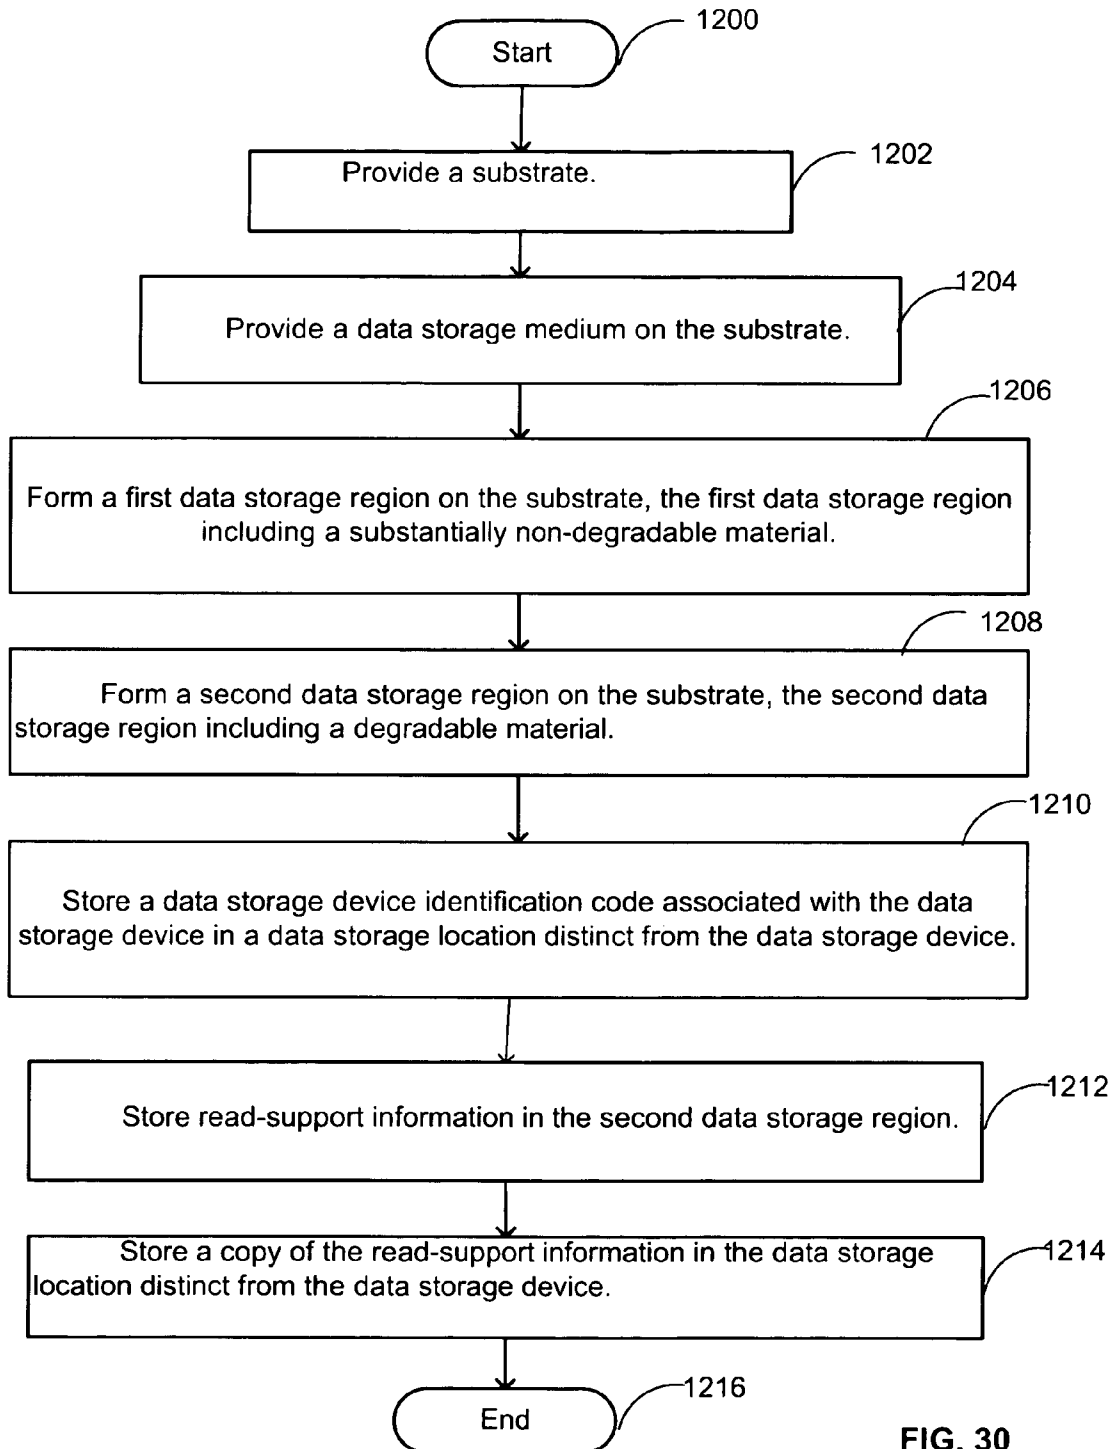 1200
Start
1202
Provide a substrate.
1204
Provide a data storage medium on the substrate.
1206
Form a first data storage region on the substrate, the first data storage region
including a substantially non-degradable material.
1208
Form a second data storage region on the substrate, the second data
storage region including a degradable material.
1210
Store a data storage device identification code associated with the data
storage device in a data storage location distinct from the data storage device.
1212
Store read-support information in the second data storage region.
1214
Store a copy of the read-support information in the data storage
location distinct from the data storage device.
1216
End
FIG. 30